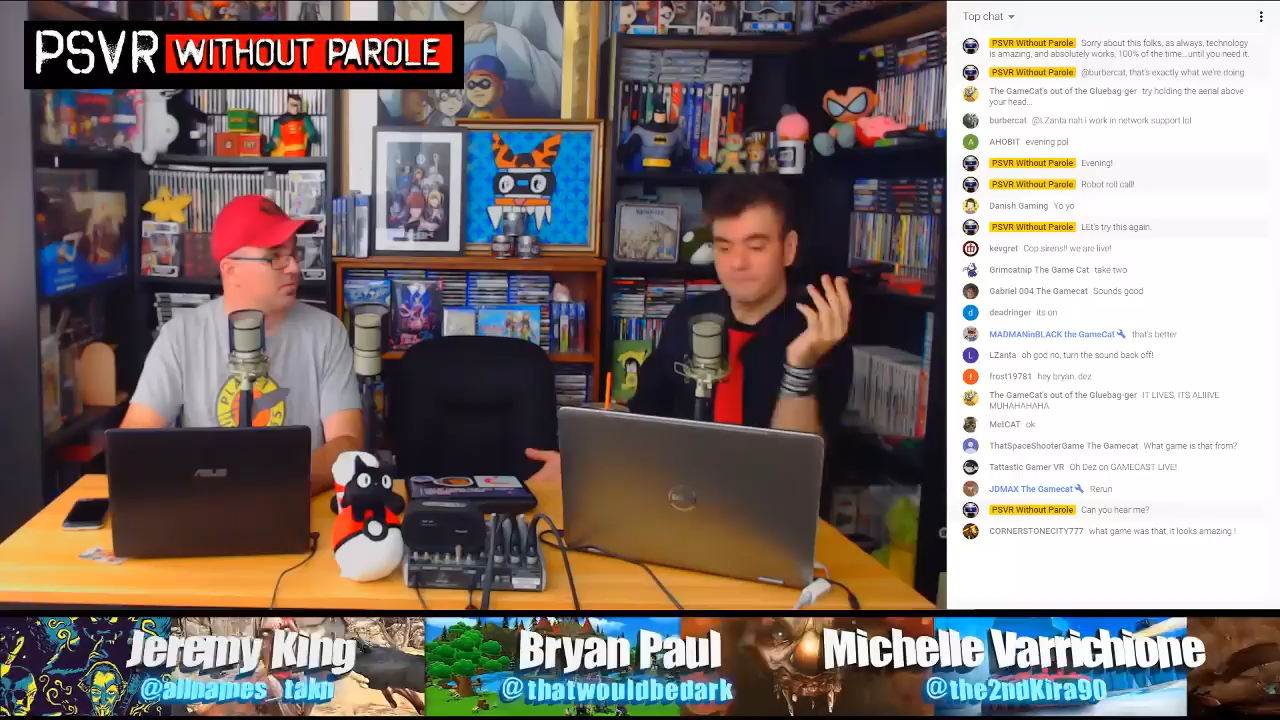 PSVR WITHOUT PAROLE
Top chat
PSVR Without Parole Sorry about this folks, as always, technology
is amazing, and absolutely works, 100% of the time...until you need it.
PSVR Without Parole @burbercat, that's exactly what we're doing.
The GameCat's out of the Gluebag-ger try holding the aerial above
your head...
burbercat @LZanta nah i work in network support lol
AHOBIT evening ppl
PSVR Without Parole Evening!
PSVR Without Parole Robot roll call!
Danish Gaming Yo yo
PSVR Without Parole LEt's try this again.
kevgret Cop sirens!! we are live!
Grimcatnip The Game Cat take two
Gabriel 004 The Gamecat Sounds good
deadringer its on
MADMANinBLACK the GameCat that's better
LZanta oh god no, turn the sound back off!
frost19781 hey bryan, dez
The GameCat's out of the Gluebag-ger IT LIVES, ITS ALIIVE
MUHAHAHAHA
MetCAT ok
ThatSpaceShooterGame The Gamecat What game is that from?
Tattastic Gamer VR Oh Dez on GAMECAST LIVE!
JDMAX The Gamecat Rerun
PSVR Without Parole Can you hear me?
CORNERSTONECITY777 what game was that, it looks amazing !
ASUS
DELL
Jeremy King
@allnames_takn
Bryan Paul
@thatwouldbedark
Michelle Varrichione
@the2ndKira90